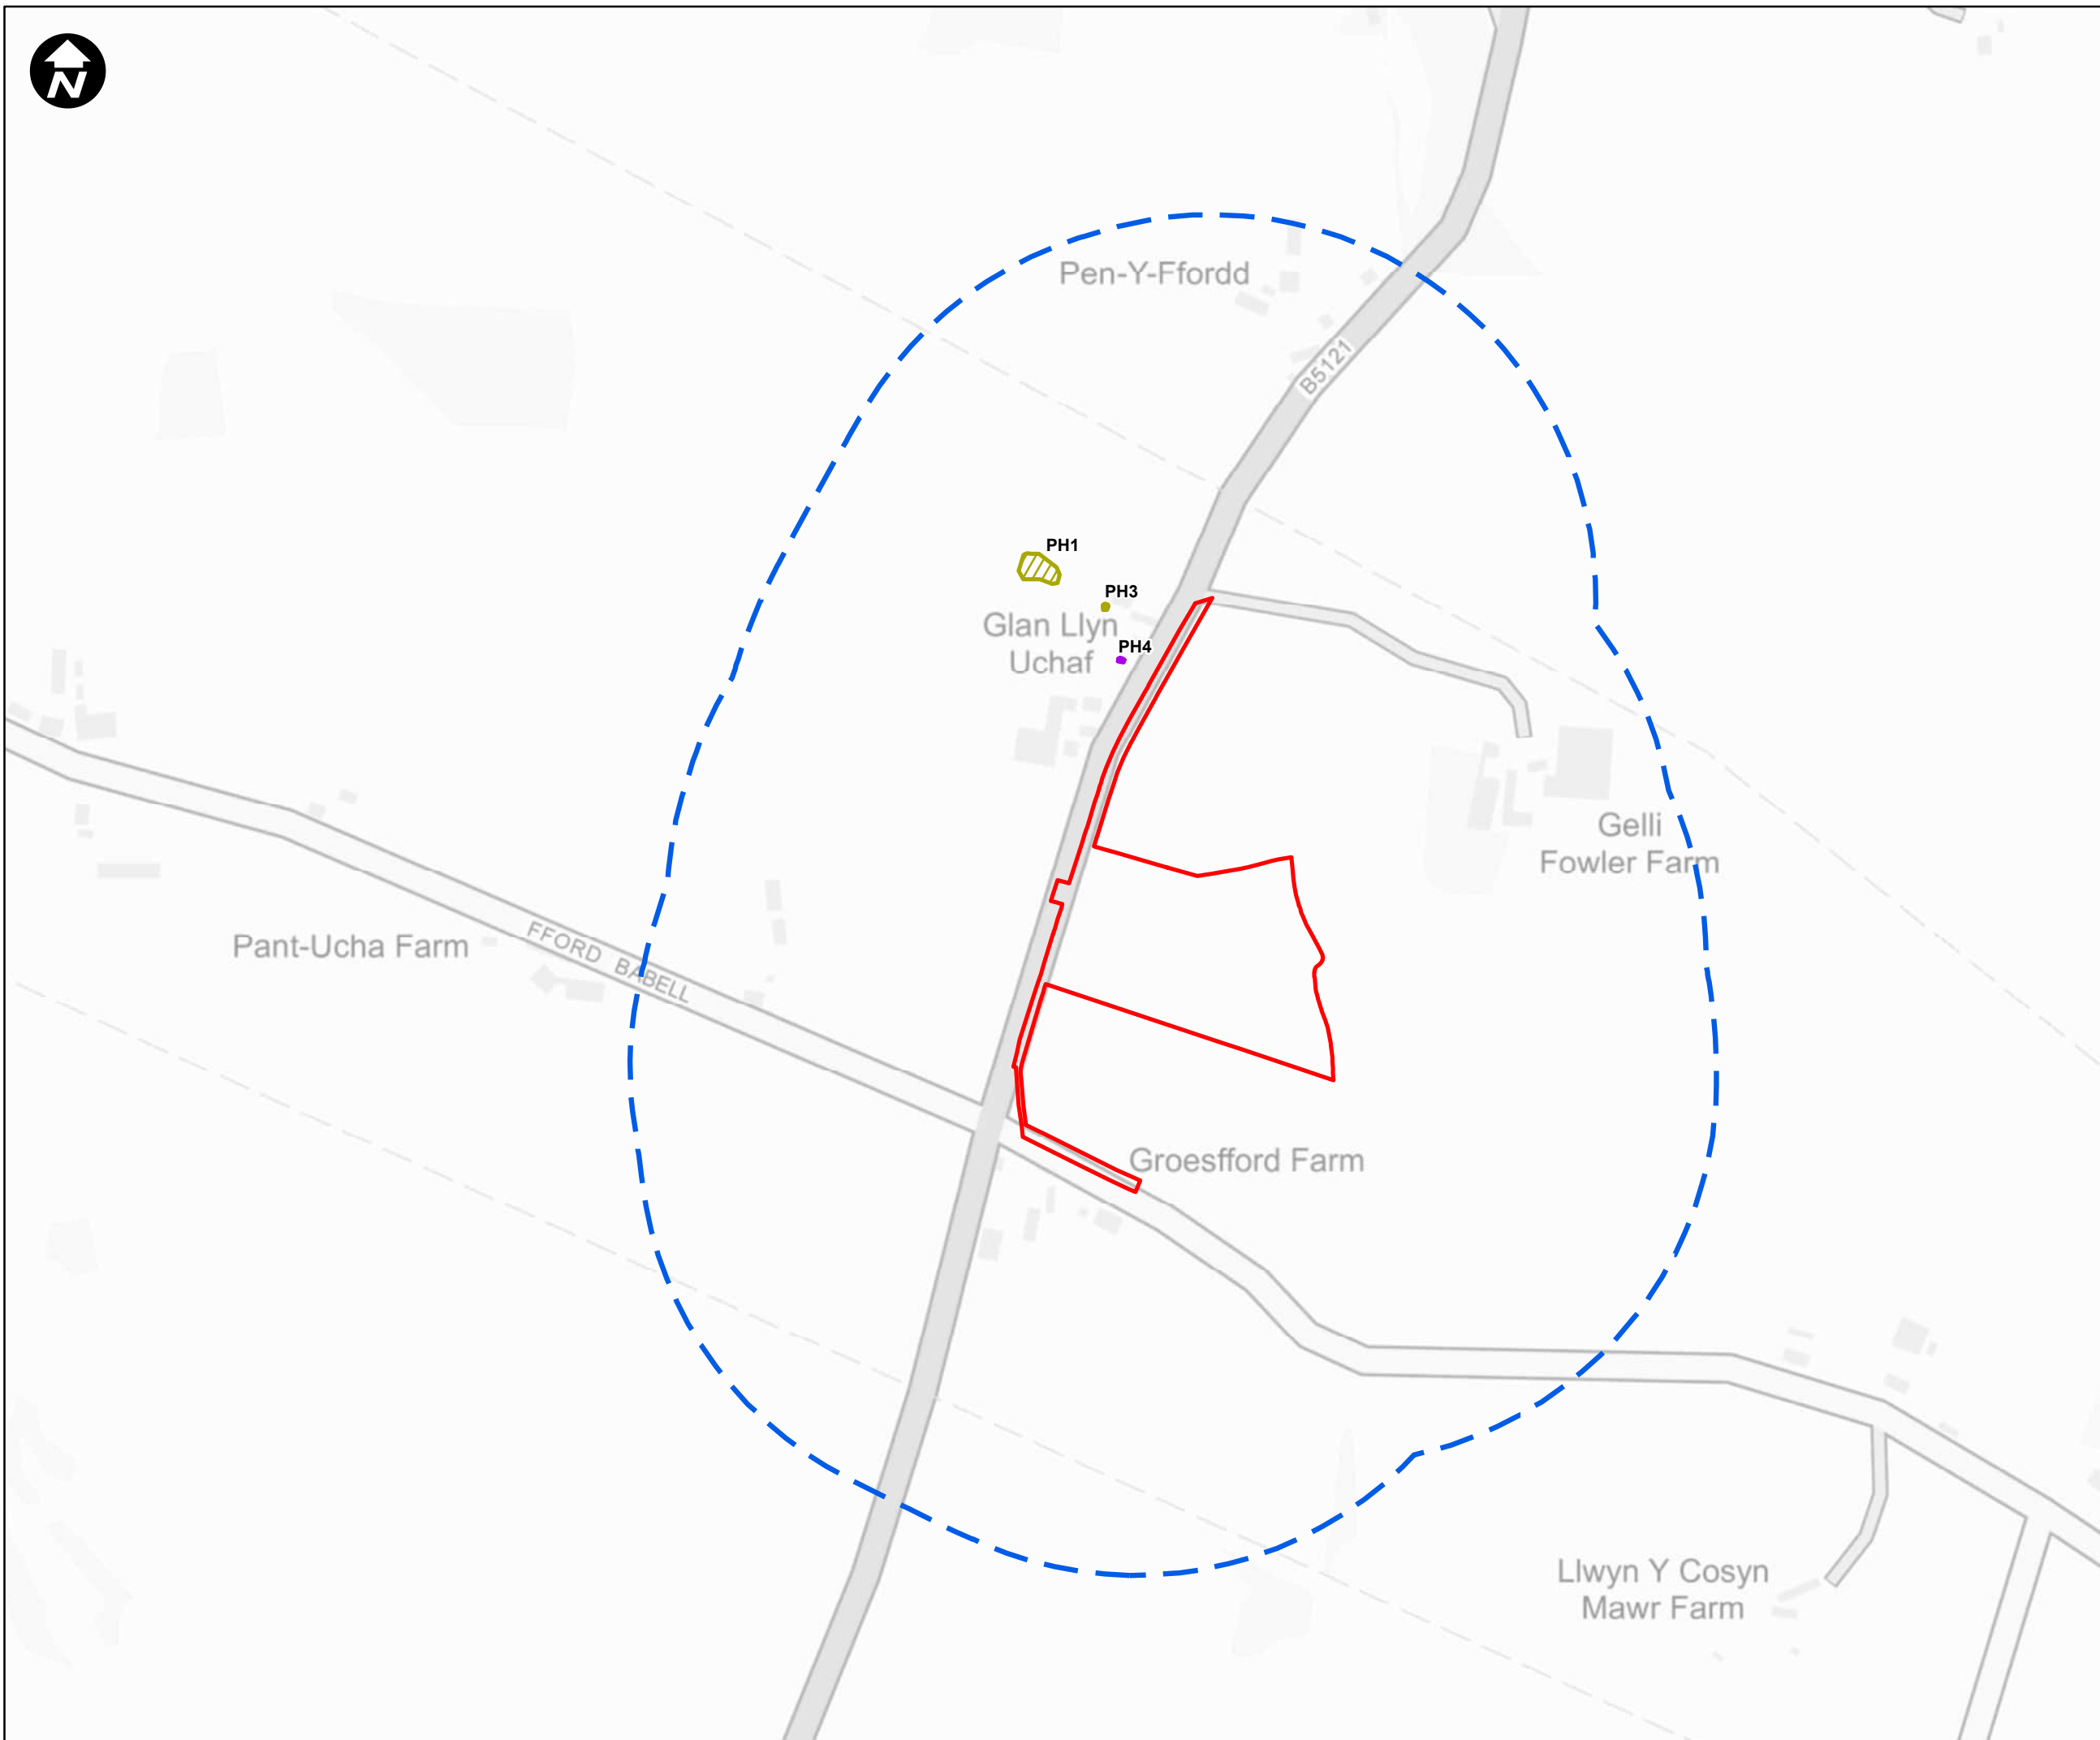 N
Pen-Y-Ffordd
B5121
PH1
PH3
Glan Llyn
Uchaf
PH4
Gelli
Fowler Farm
Pant-Ucha Farm
FFORD BABELL
Groesfford Farm
Llwyn Y Cosyn
Mawr Farm